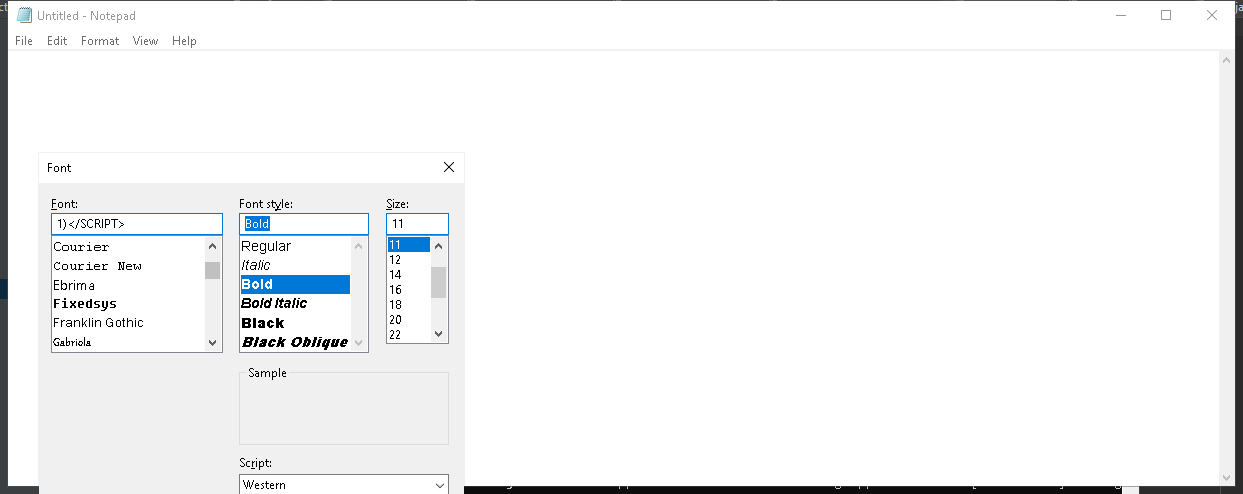 Untitled - Notepad
File Edit Format View Help
Font
Font:
1)</SCRIPT>
Courier
Courier New
Ebrima
Fixedsys
Franklin Gothic
Gabriola
Font style:
Bold
Regular
Italic
Bold
Bold Italic
Black
Black Oblique
Size:
11
11
12
14
16
18
20
22
Sample
Script:
Western